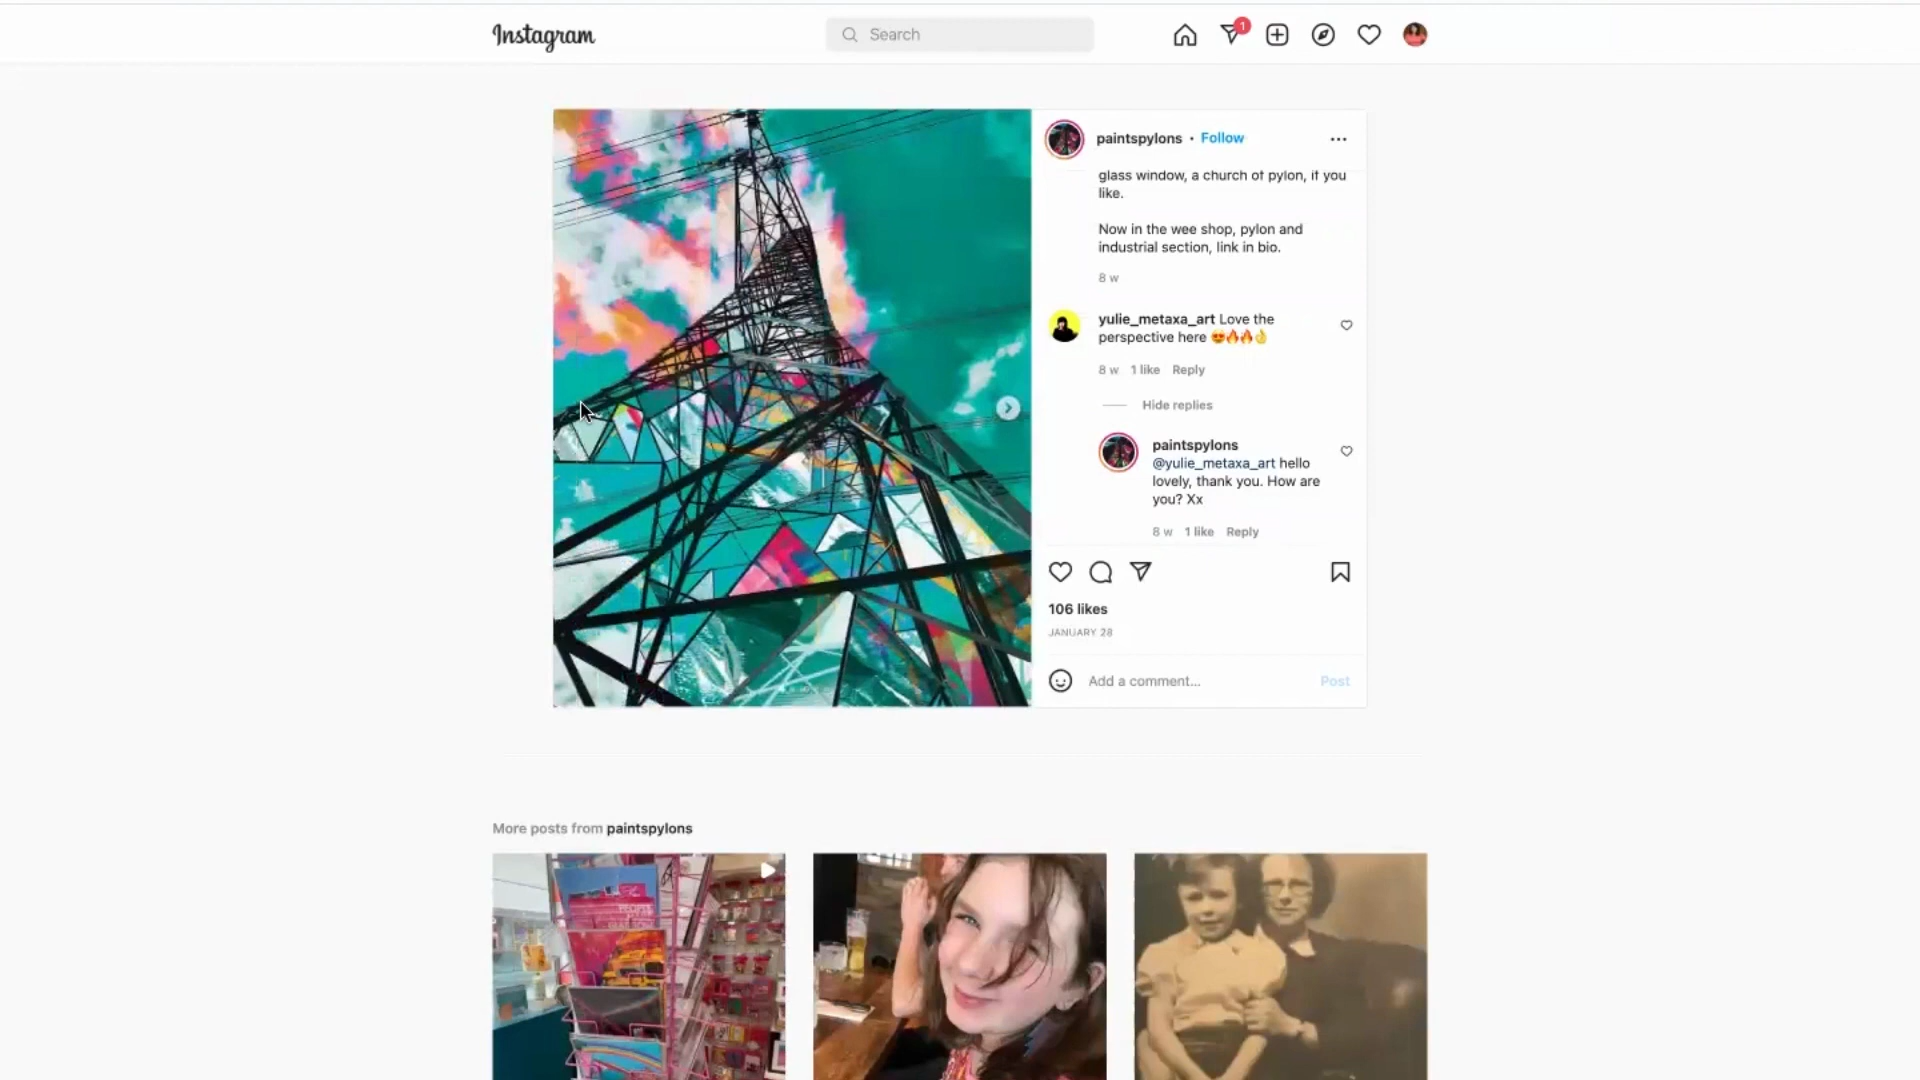 Instagram
Search
1
paintspylons • Follow
glass window, a church of pylon, if you
like.
Now in the wee shop, pylon and
industrial section, link in bio.
8 w
yulie_metaxa_art Love the
perspective here 😍🔥🔥👌
8 w 1 like Reply
Hide replies
paintspylons
@yulie_metaxa_art hello
lovely, thank you. How are
you? Xx
8 w 1 like Reply
106 likes
JANUARY 28
Add a comment... Post
More posts from paintspylons
PEOPLE
MAKE